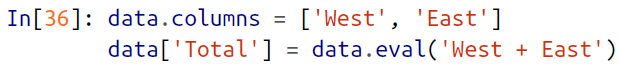 In[36]: data.columns = ['West', 'East']
data['Total'] = data.eval('West + East')